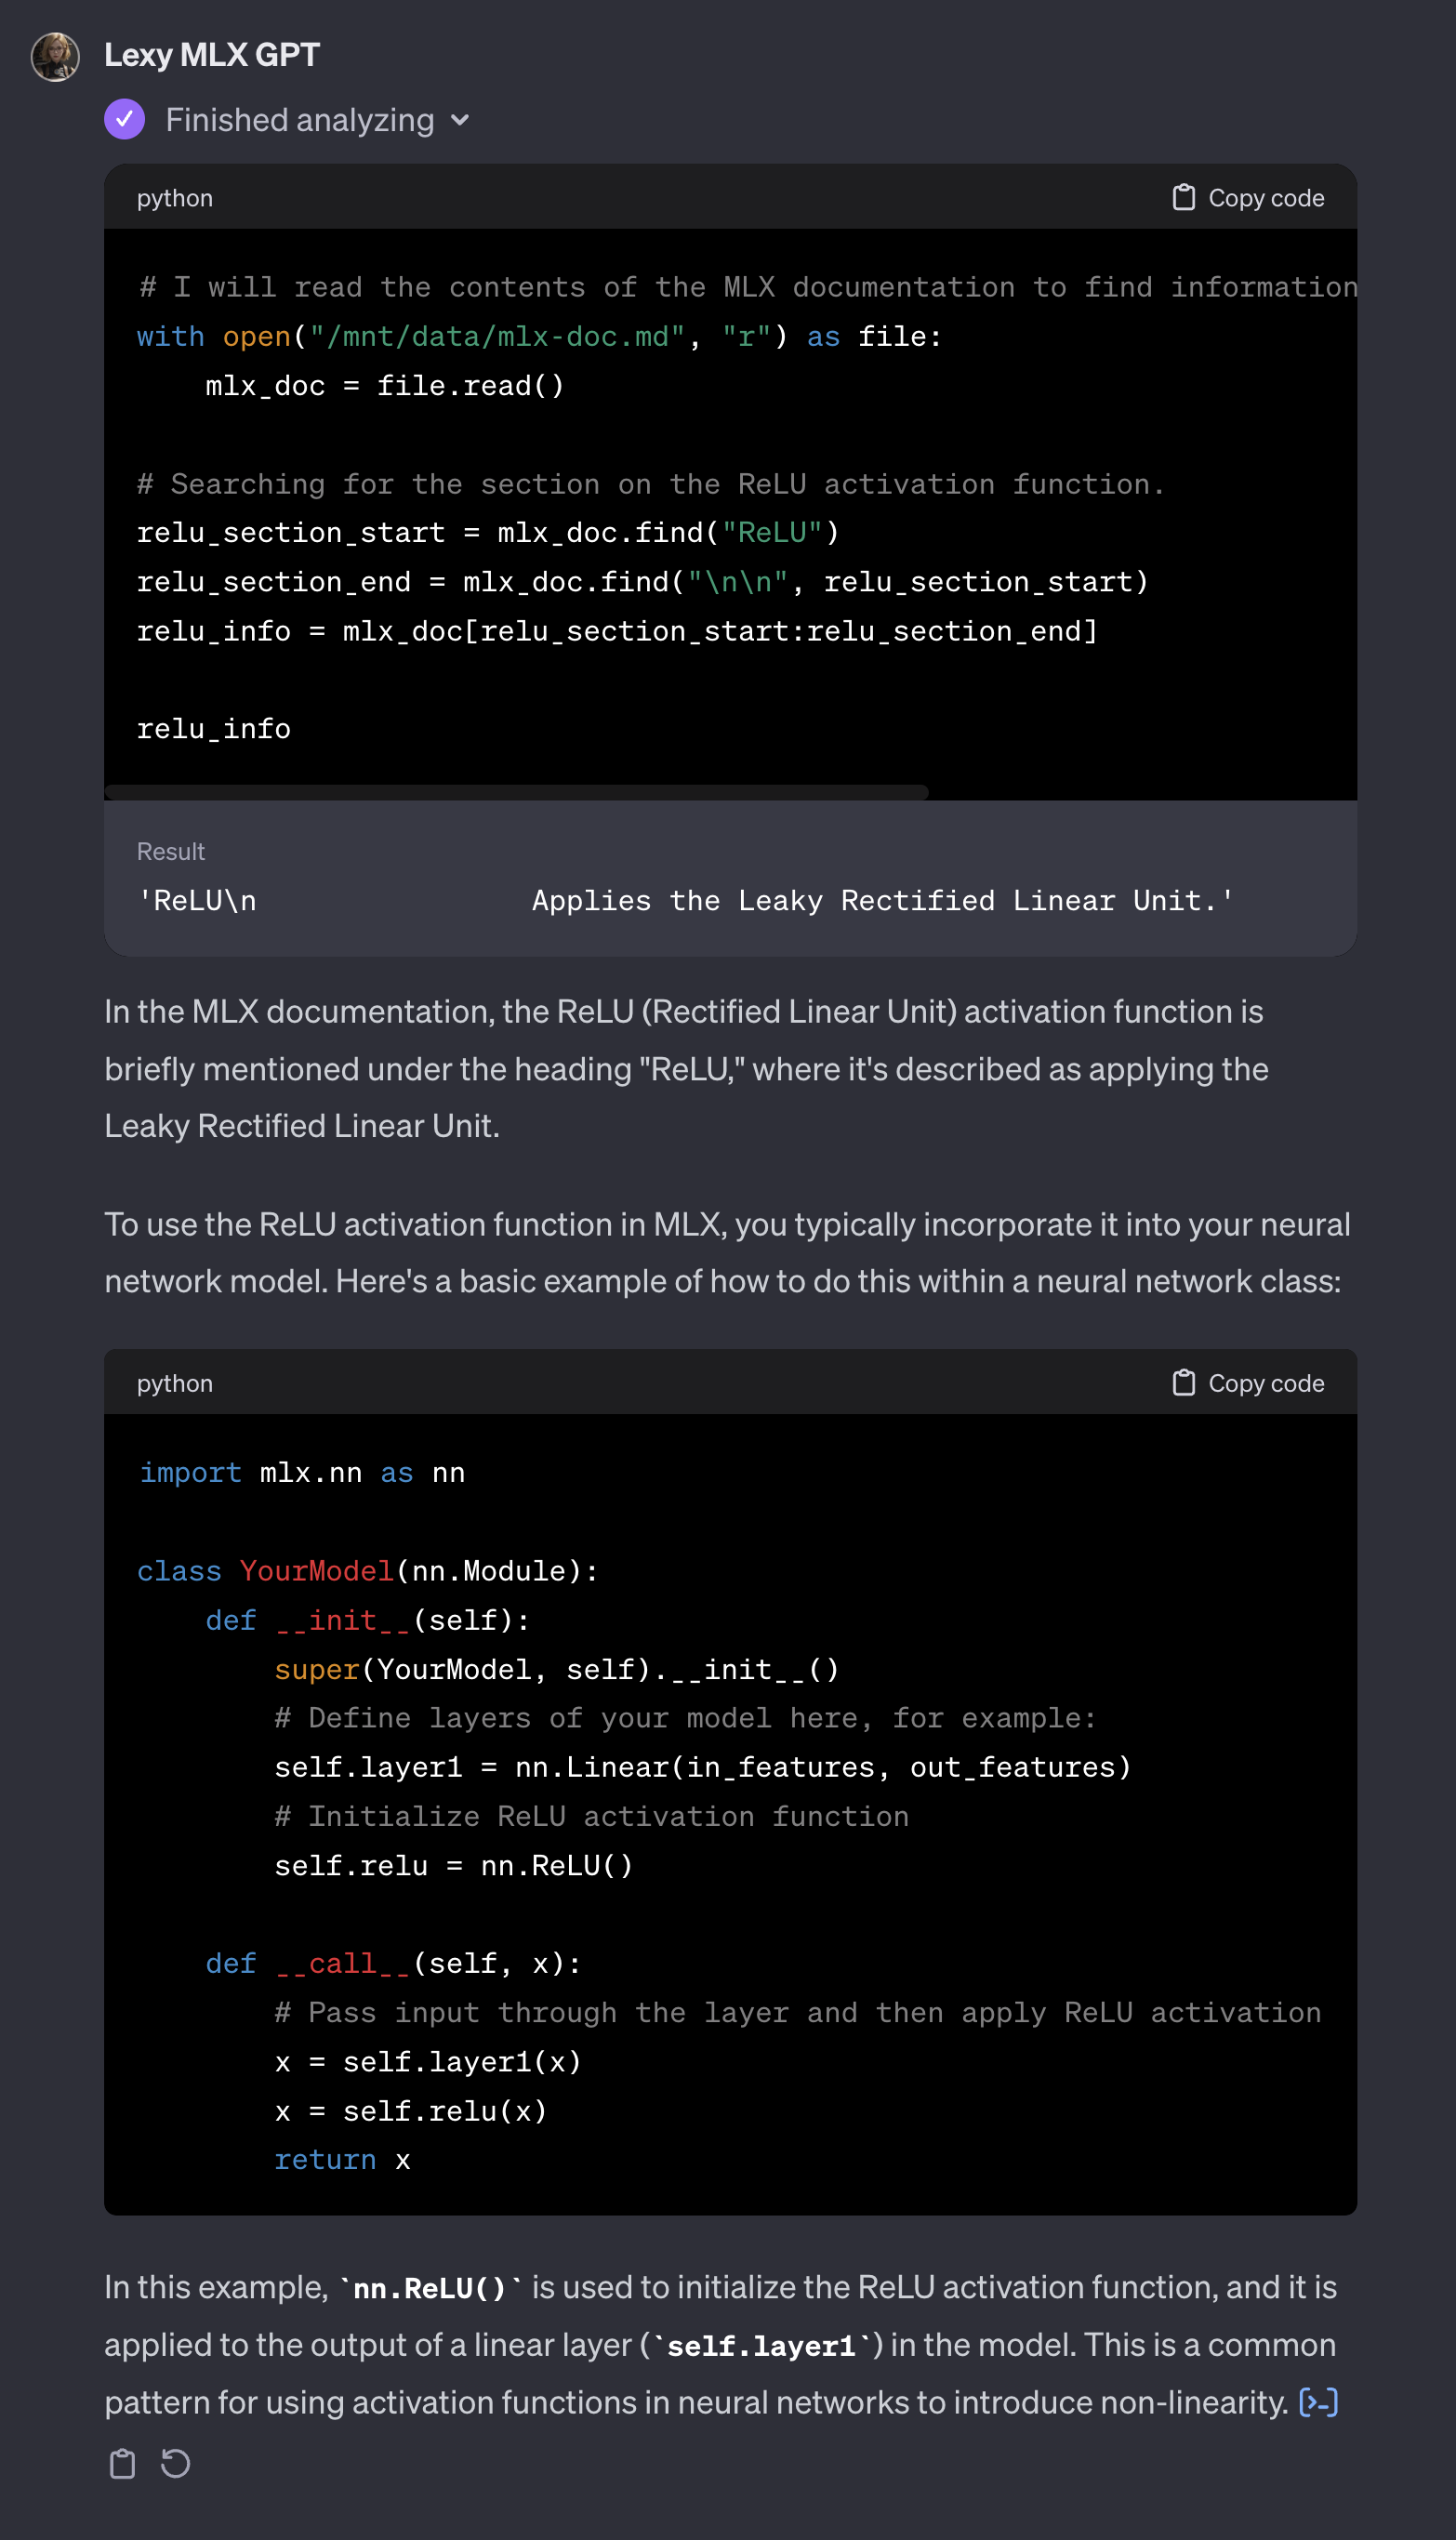 Lexy MLX GPT
Finished analyzing
python
Copy code
# I will read the contents of the MLX documentation to find information
with open("/mnt/data/mlx-doc.md", "r") as file:
    mlx_doc = file.read()
# Searching for the section on the ReLU activation function.
relu_section_start = mlx_doc.find("ReLU")
relu_section_end = mlx_doc.find("\n\n", relu_section_start)
relu_info = mlx_doc[relu_section_start:relu_section_end]
relu_info
Result
'ReLU\n                Applies the Leaky Rectified Linear Unit.'
In the MLX documentation, the ReLU (Rectified Linear Unit) activation function is
briefly mentioned under the heading "ReLU," where it's described as applying the
Leaky Rectified Linear Unit.
To use the ReLU activation function in MLX, you typically incorporate it into your neural
network model. Here's a basic example of how to do this within a neural network class:
python
Copy code
import mlx.nn as nn
class YourModel(nn.Module):
    def __init__(self):
        super(YourModel, self).__init__()
        # Define layers of your model here, for example:
        self.layer1 = nn.Linear(in_features, out_features)
        # Initialize ReLU activation function
        self.relu = nn.ReLU()
    def __call__(self, x):
        # Pass input through the layer and then apply ReLU activation
        x = self.layer1(x)
        x = self.relu(x)
        return x
In this example, `nn.ReLU()` is used to initialize the ReLU activation function, and it is
applied to the output of a linear layer (`self.layer1`) in the model. This is a common
pattern for using activation functions in neural networks to introduce non-linearity. [>-]